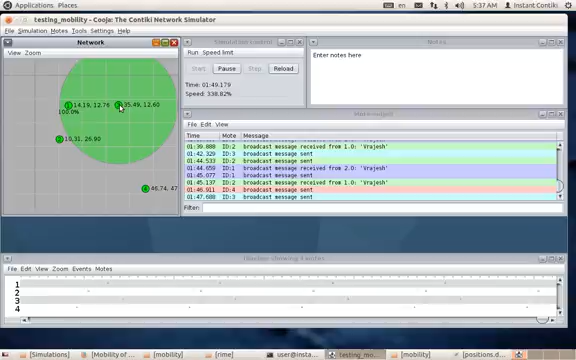 Applications Places
5:37 AM Instant Contiki
testing_mobility - Cooja: The Contiki Network Simulator
File Simulation Motes Tools Settings Help
Network
View Zoom
14.19, 12.76
35.49, 12.60
100.0%
10.31, 26.90
46.74, 47
Simulation control
Run Speed limit
Start Pause Step Reload
Time: 01:49.179
Speed: 338.82%
Notes
Enter notes here
File Edit View
Time Mote Message
01:39.888 ID:2 broadcast message received from 1.0: 'Vrajesh'
01:42.329 ID:3 broadcast message sent
01:44.533 ID:2 broadcast message sent
01:44.659 ID:1 broadcast message received from 2.0: 'Vrajesh'
01:45.077 ID:1 broadcast message sent
01:45.137 ID:2 broadcast message received from 1.0: 'Vrajesh'
01:46.911 ID:4 broadcast message sent
01:47.688 ID:3 broadcast message sent
Filter:
File Edit View Zoom Events Motes
1
2
3
4
[Simulations]
[Mobility of ...
[mobility]
[rime]
user@insta...
testing_mo...
[mobility]
[positions.d...